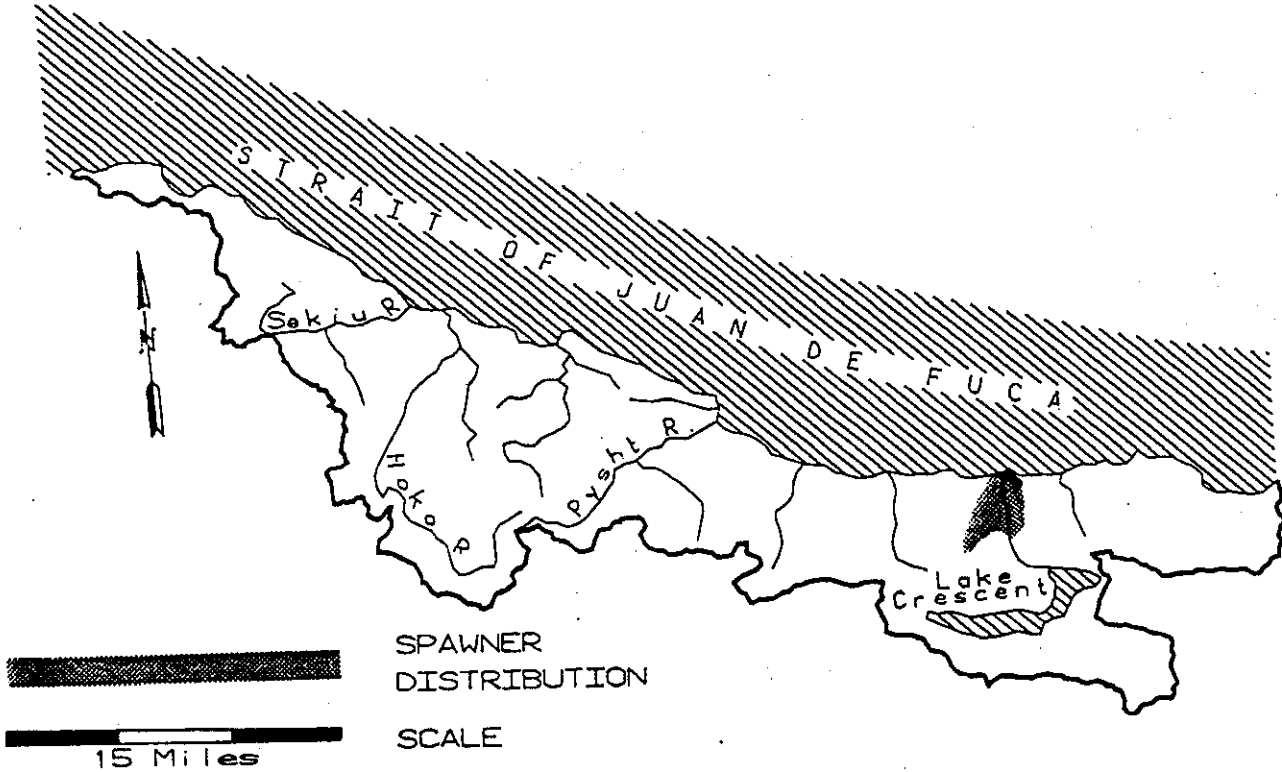 STRAIT OF JUAN DE FUCA
N
Sekiu R.
Hoko R
Pysht R.
Lake
Crescent
SPAWNER
DISTRIBUTION
SCALE
15 Miles